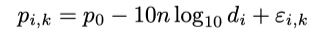 $p_{i,k} = p_0 - 10n \log_{10} d_i + \varepsilon_{i,k}$